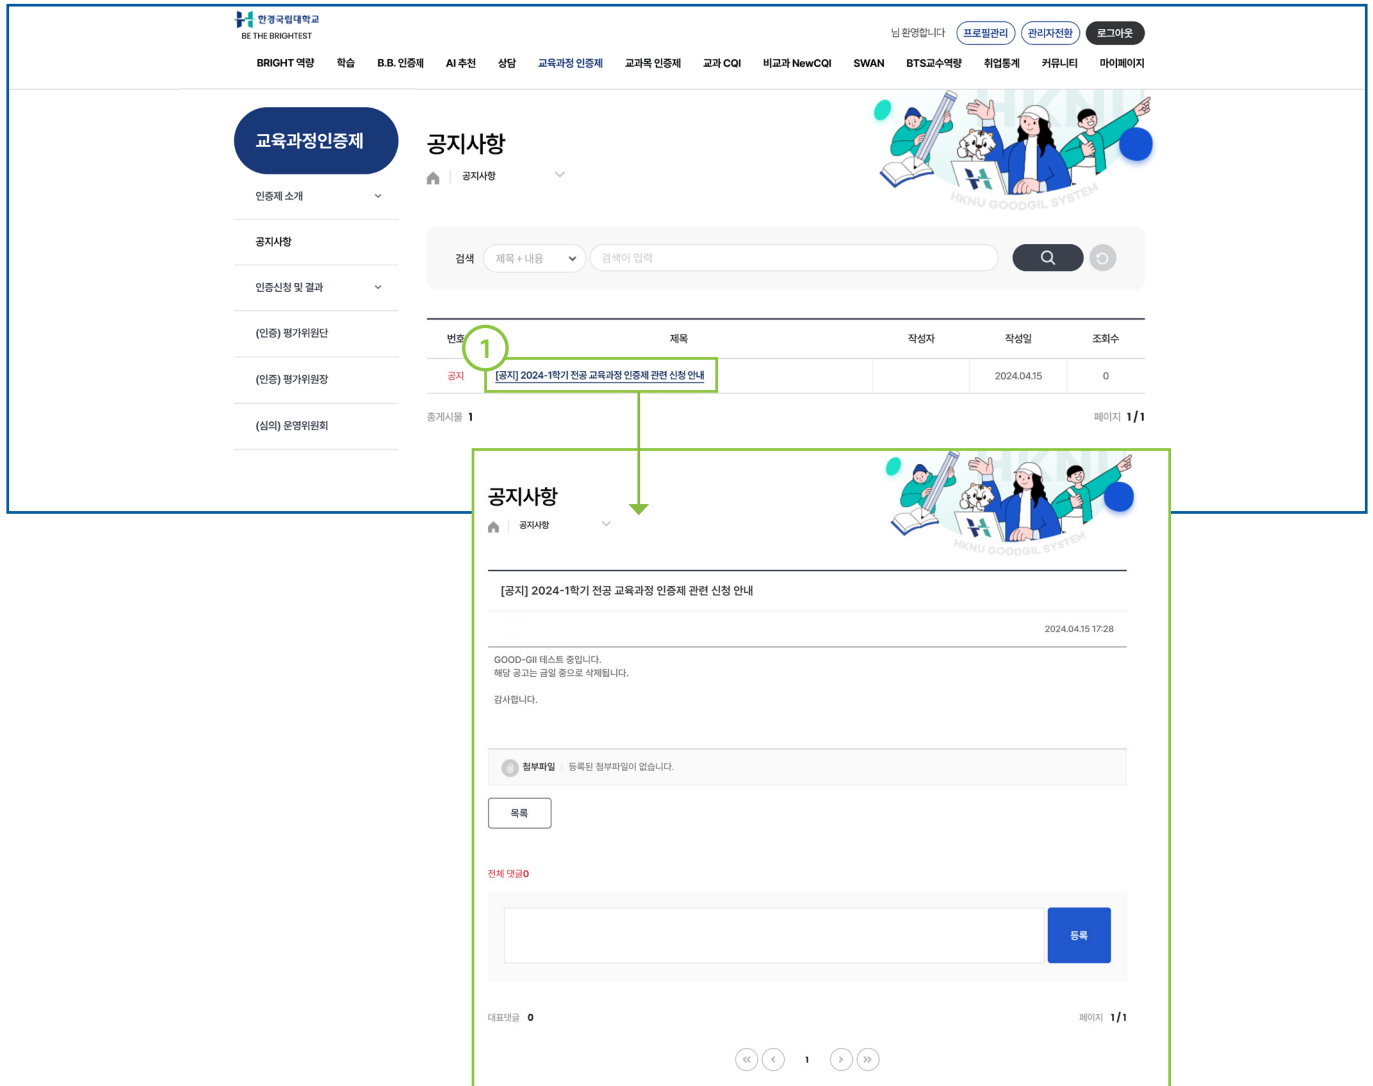 한경국립대학교
BE THE BRIGHTEST
님 환영합니다 프로필관리 관리자전환 로그아웃
BRIGHT 역량 학습 B.B. 인증제 AI 추천 상담 교육과정 인증제 교과목 인증제 교과 CQI 비교과 NewCQI SWAN BTS교수역량 취업통계 커뮤니티 마이페이지
교육과정인증제
인증제 소개
공지사항
인증신청 및 결과
(인증) 평가위원단
(인증) 평가위원장
(심의) 운영위원회
공지사항
공지사항
HKNU
HKNU GOODGIL SYSTEM
검색 제목 + 내용 검색어 입력
번호 제목 작성자 작성일 조회수
1
공지 [공지] 2024-1학기 전공 교육과정 인증제 관련 신청 안내 2024.04.15 0
총게시물 1 페이지 1 / 1
공지사항
공지사항
HKNU
HKNU GOODGIL SYSTEM
[공지] 2024-1학기 전공 교육과정 인증제 관련 신청 안내
2024.04.15 17:28
GOOD-GIl 테스트 중입니다.
해당 공고는 금일 중으로 삭제됩니다.
감사합니다.
첨부파일 등록된 첨부파일이 없습니다.
목록
전체 댓글0
등록
대표댓글 0 페이지 1 / 1
1